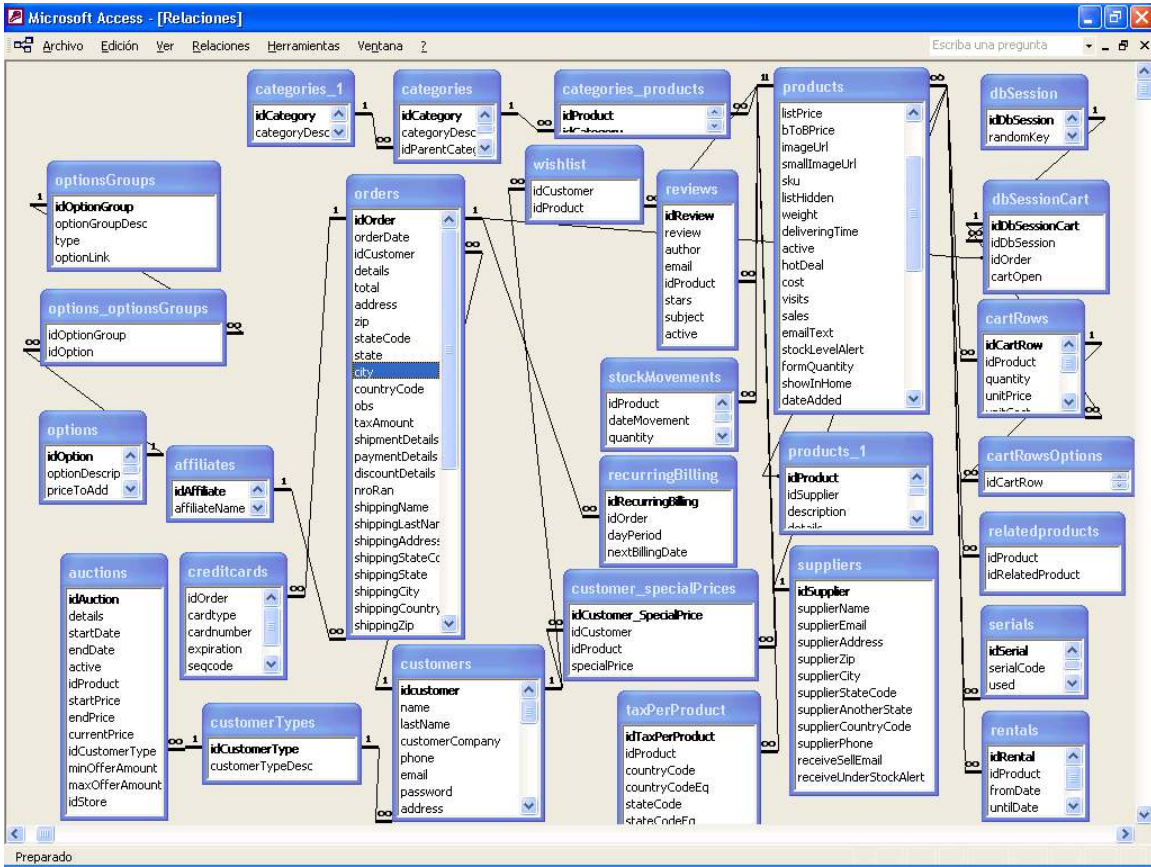 Microsoft Access - [Relaciones]
Archivo Edición Ver Relaciones Herramientas Ventana ?
Escriba una pregunta
categories_1
idCategory
categoryDesc
categories
idCategory
categoryDesc
idParentCateg
categories_products
idProduct
idCategory
products
listPrice
bToBPrice
imageUrl
smallImageUrl
sku
listHidden
weight
deliveringTime
active
hotDeal
cost
visits
sales
emailText
stockLevelAlert
formQuantity
showInHome
dateAdded
dbSession
idDbSession
randomKey
optionsGroups
idOptionGroup
optionGroupDesc
type
optionLink
orders
idOrder
orderDate
idCustomer
details
total
address
zip
stateCode
state
city
countryCode
obs
taxAmount
shipmentDetails
paymentDetails
discountDetails
nroRan
shippingName
shippingLastNar
shippingAddress
shippingStateCo
shippingState
shippingCity
shippingCountry
shippingZip
wishlist
idCustomer
idProduct
reviews
idReview
review
author
email
idProduct
stars
subject
active
dbSessionCart
idDbSessionCart
idDbSession
idOrder
cartOpen
options_optionsGroups
idOptionGroup
idOption
cartRows
idCartRow
idProduct
quantity
unitPrice
unitCost
stockMovements
idProduct
dateMovement
quantity
options
idOption
optionDescrip
priceToAdd
affiliates
idAffiliate
affiliateName
recurringBilling
idRecurringBilling
idOrder
dayPeriod
nextBillingDate
products_1
idProduct
idSupplier
description
details
cartRowsOptions
idCartRow
relatedproducts
idProduct
idRelatedProduct
auctions
idAuction
details
startDate
endDate
active
idProduct
startPrice
endPrice
currentPrice
idCustomerType
minOfferAmount
maxOfferAmount
idStore
creditcards
idOrder
cardtype
cardnumber
expiration
seqcode
customer_specialPrices
idCustomer_SpecialPrice
idCustomer
idProduct
specialPrice
suppliers
idSupplier
supplierName
supplierEmail
supplierAddress
supplierZip
supplierCity
supplierStateCode
supplierAnotherState
supplierCountryCode
supplierPhone
receiveSellEmail
receiveUnderStockAlert
serials
idSerial
serialCode
used
customers
idcustomer
name
lastName
customerCompany
phone
email
password
address
customerTypes
idCustomerType
customerTypeDesc
taxPerProduct
idTaxPerProduct
idProduct
countryCode
countryCodeEq
stateCode
stateCodeEq
rentals
idRental
idProduct
fromDate
untilDate
Preparado